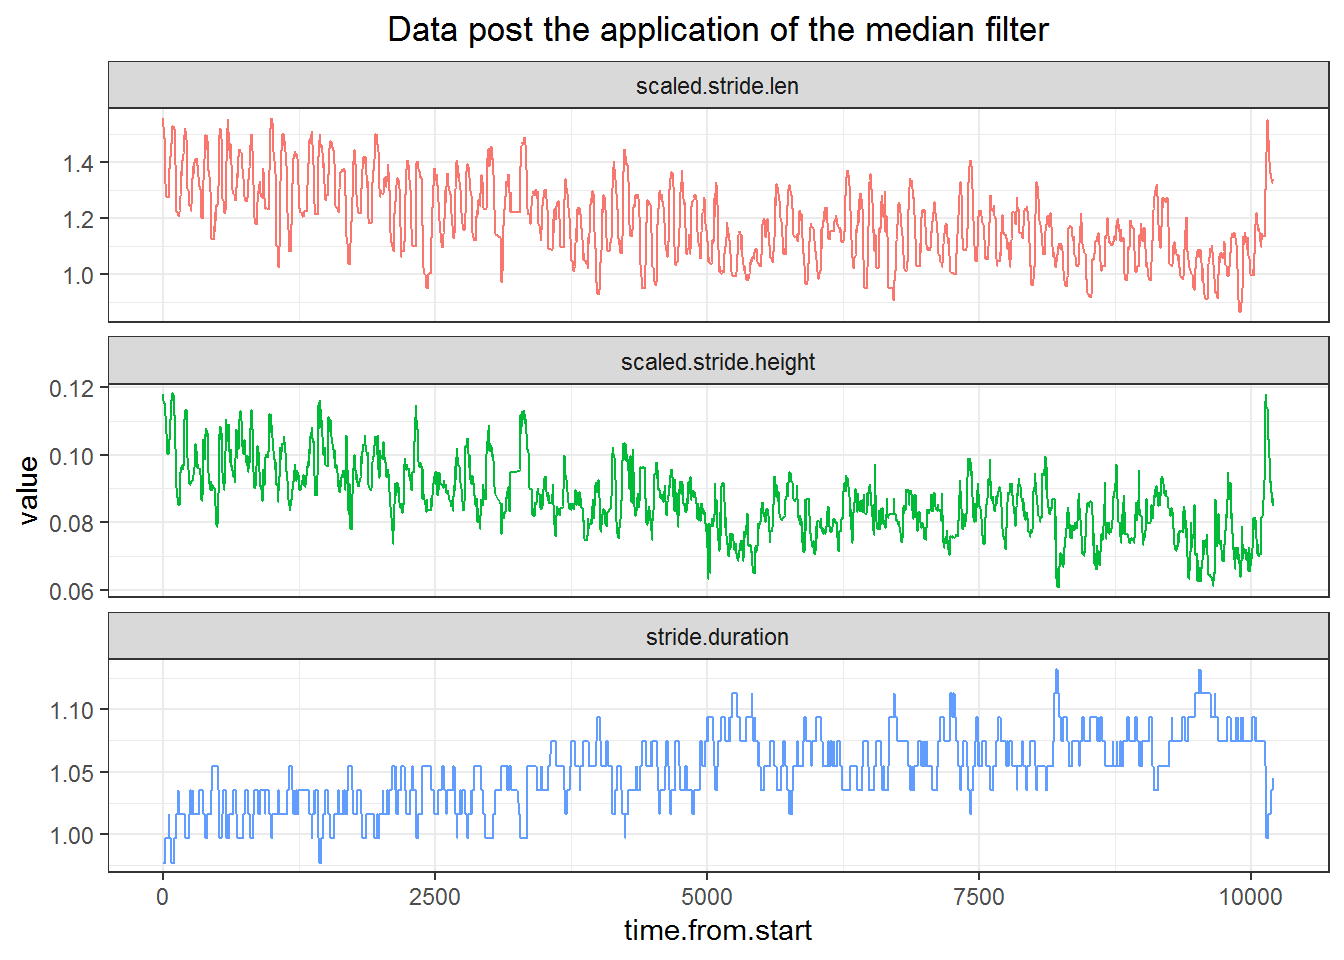 Data post the application of the median filter
scaled.stride.len
1.4
1.2
1.0
scaled.stride.height
0.12
0.10
0.08
0.06
value
stride.duration
1.10
1.05
1.00
0 2500 5000 7500 10000
time.from.start